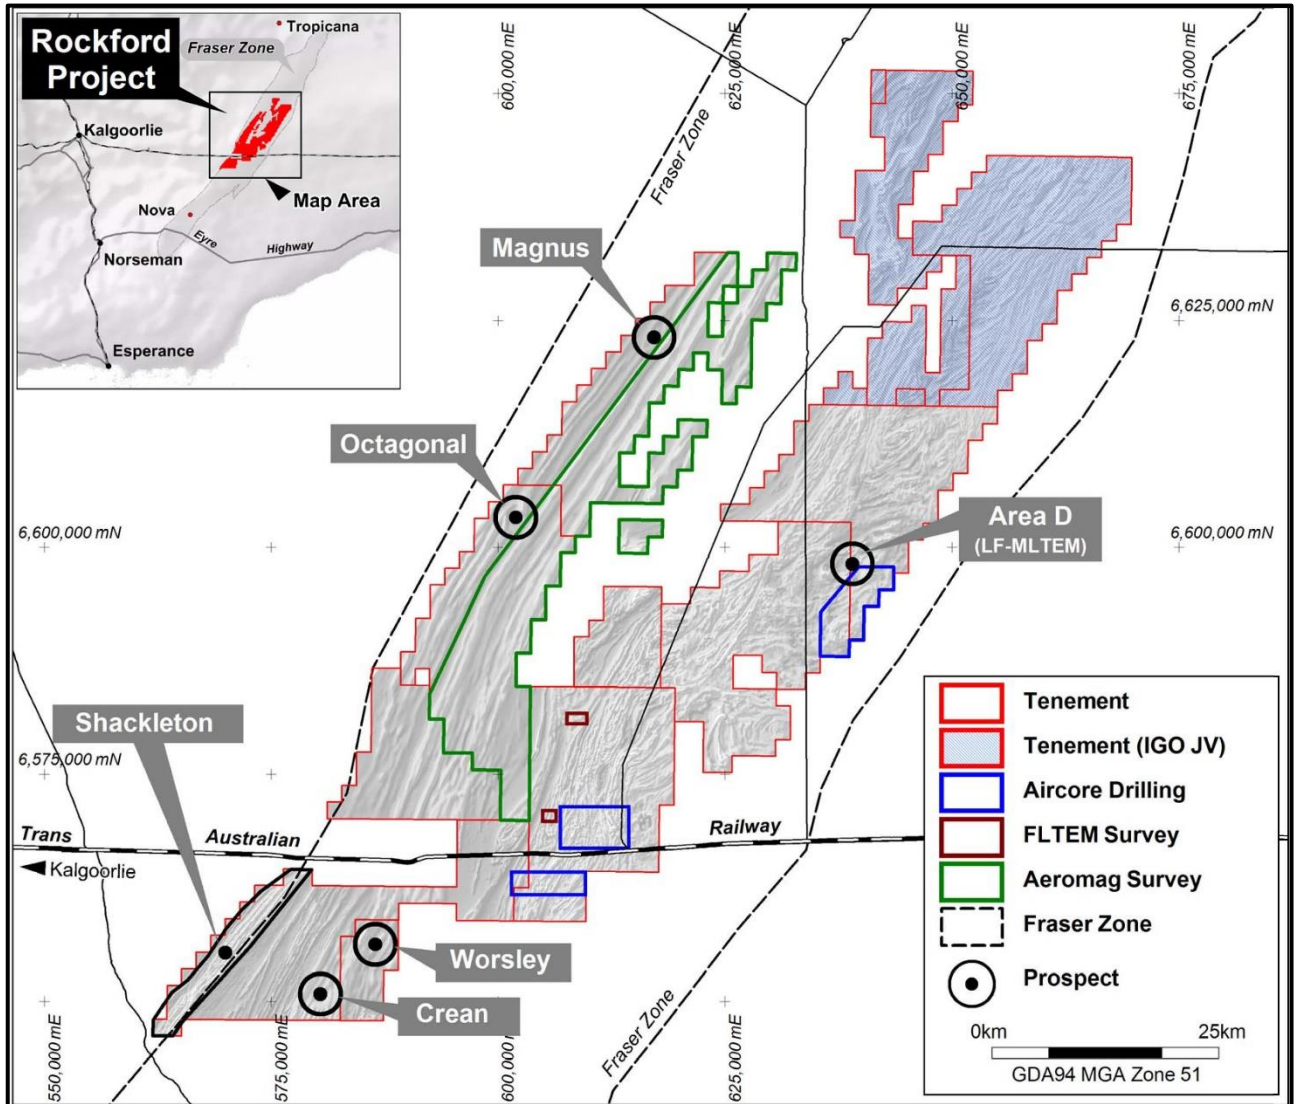 Rockford
Project
Tropicana
Fraser Zone
Kalgoorlie
Map Area
Nova
Eyre
Highway
Norseman
Esperance
600,000 mE
625,000 mE
650,000 mE
675,000 mE
Fraser Zone
Magnus
6,625,000 mN
Octagonal
6,600,000 mN
Area D
(LF-MLTEM)
6,600,000 mN
Shackleton
6,575,000 mN
Trans
Australian
Railway
Kalgoorlie
Worsley
Crean
Fraser Zone
550,000 mE
575,000 mE
625,000 mE
Tenement
Tenement (IGO JV)
Aircore Drilling
FLTEM Survey
Aeromag Survey
Fraser Zone
Prospect
0km
25km
GDA94 MGA Zone 51